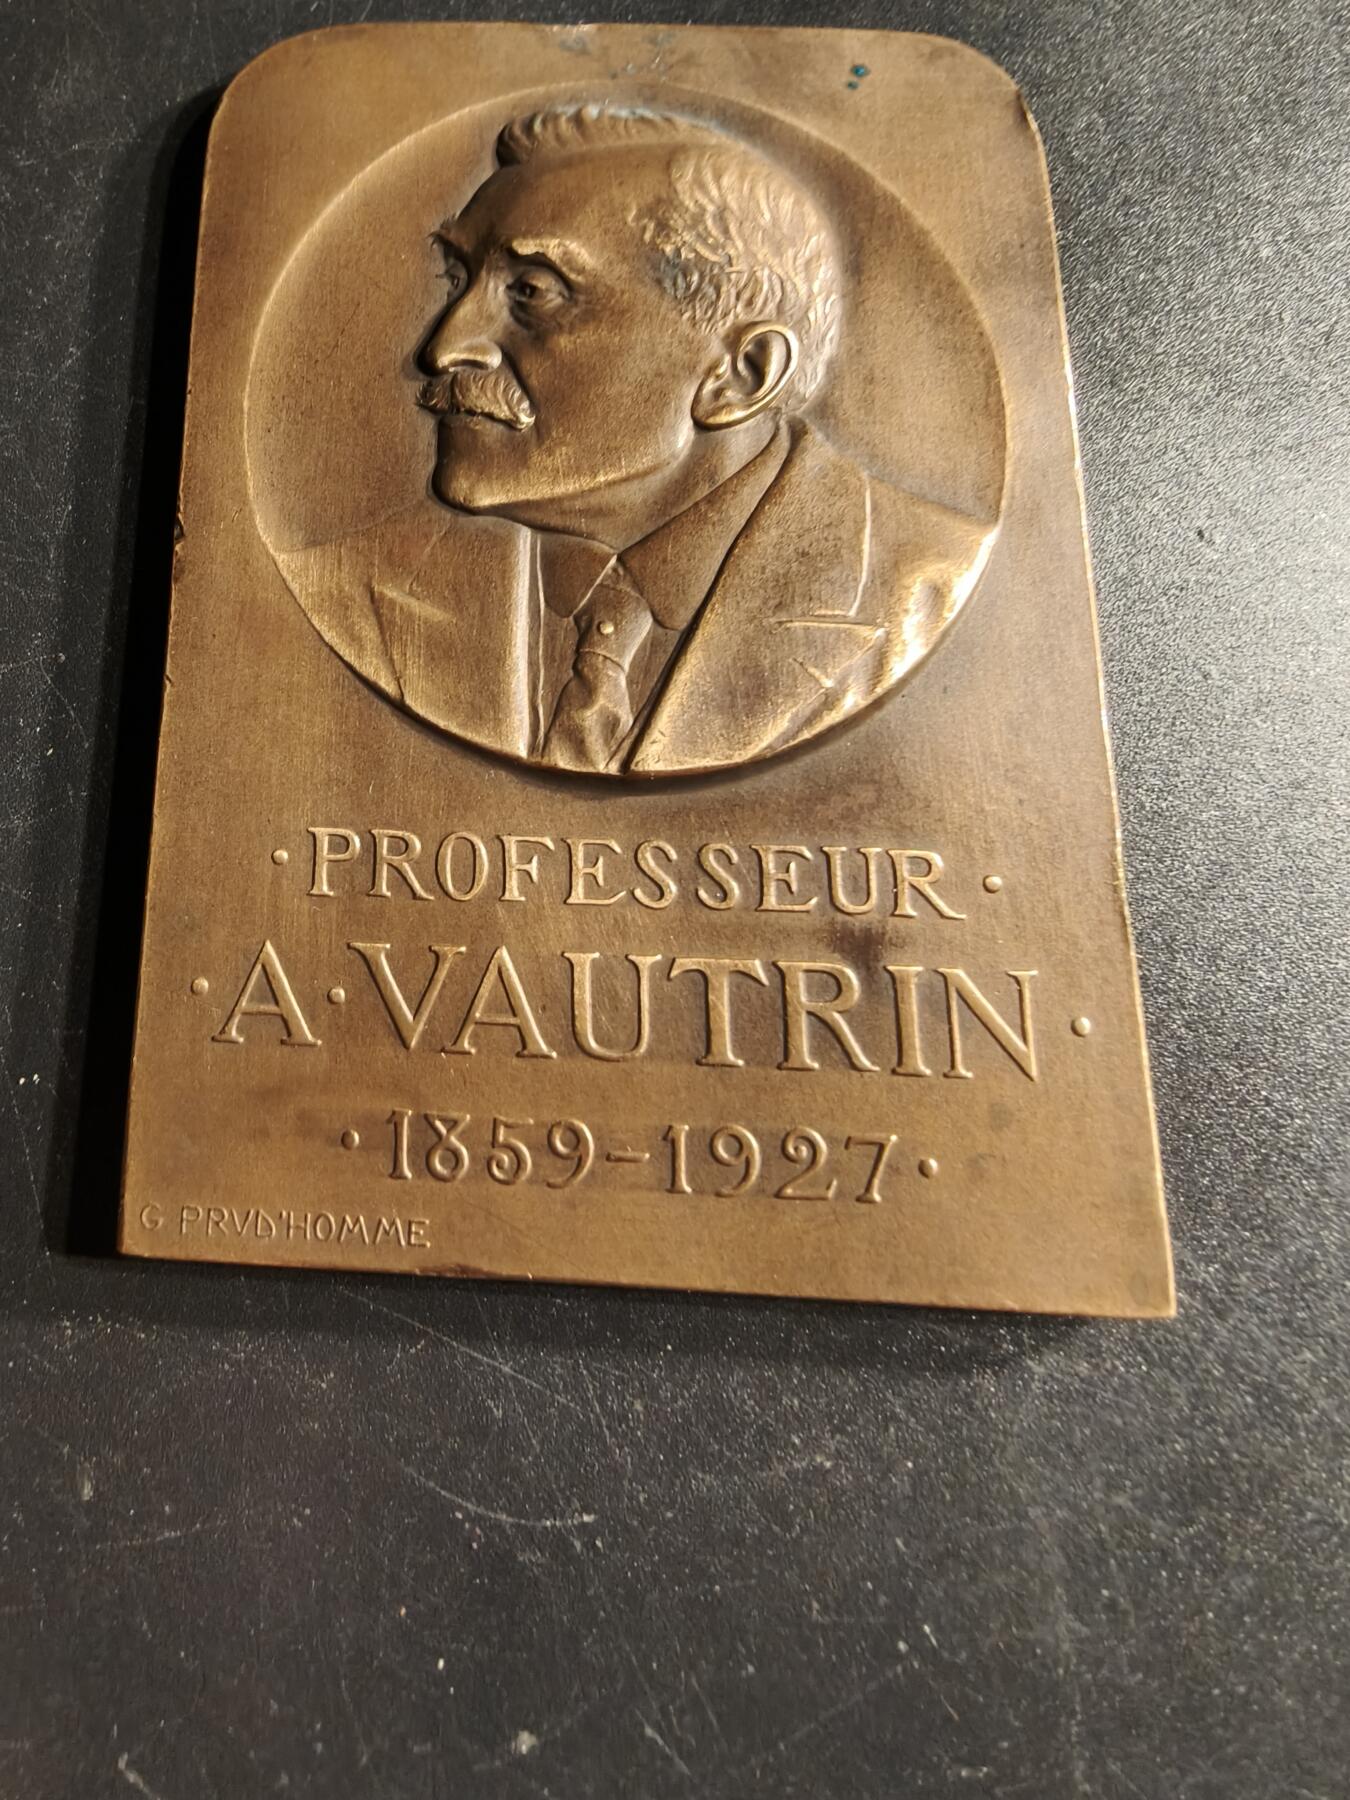 ·PROFESSEUR·
·A·VAUTRIN·
·1859-1927·
G PRVD'HOMME